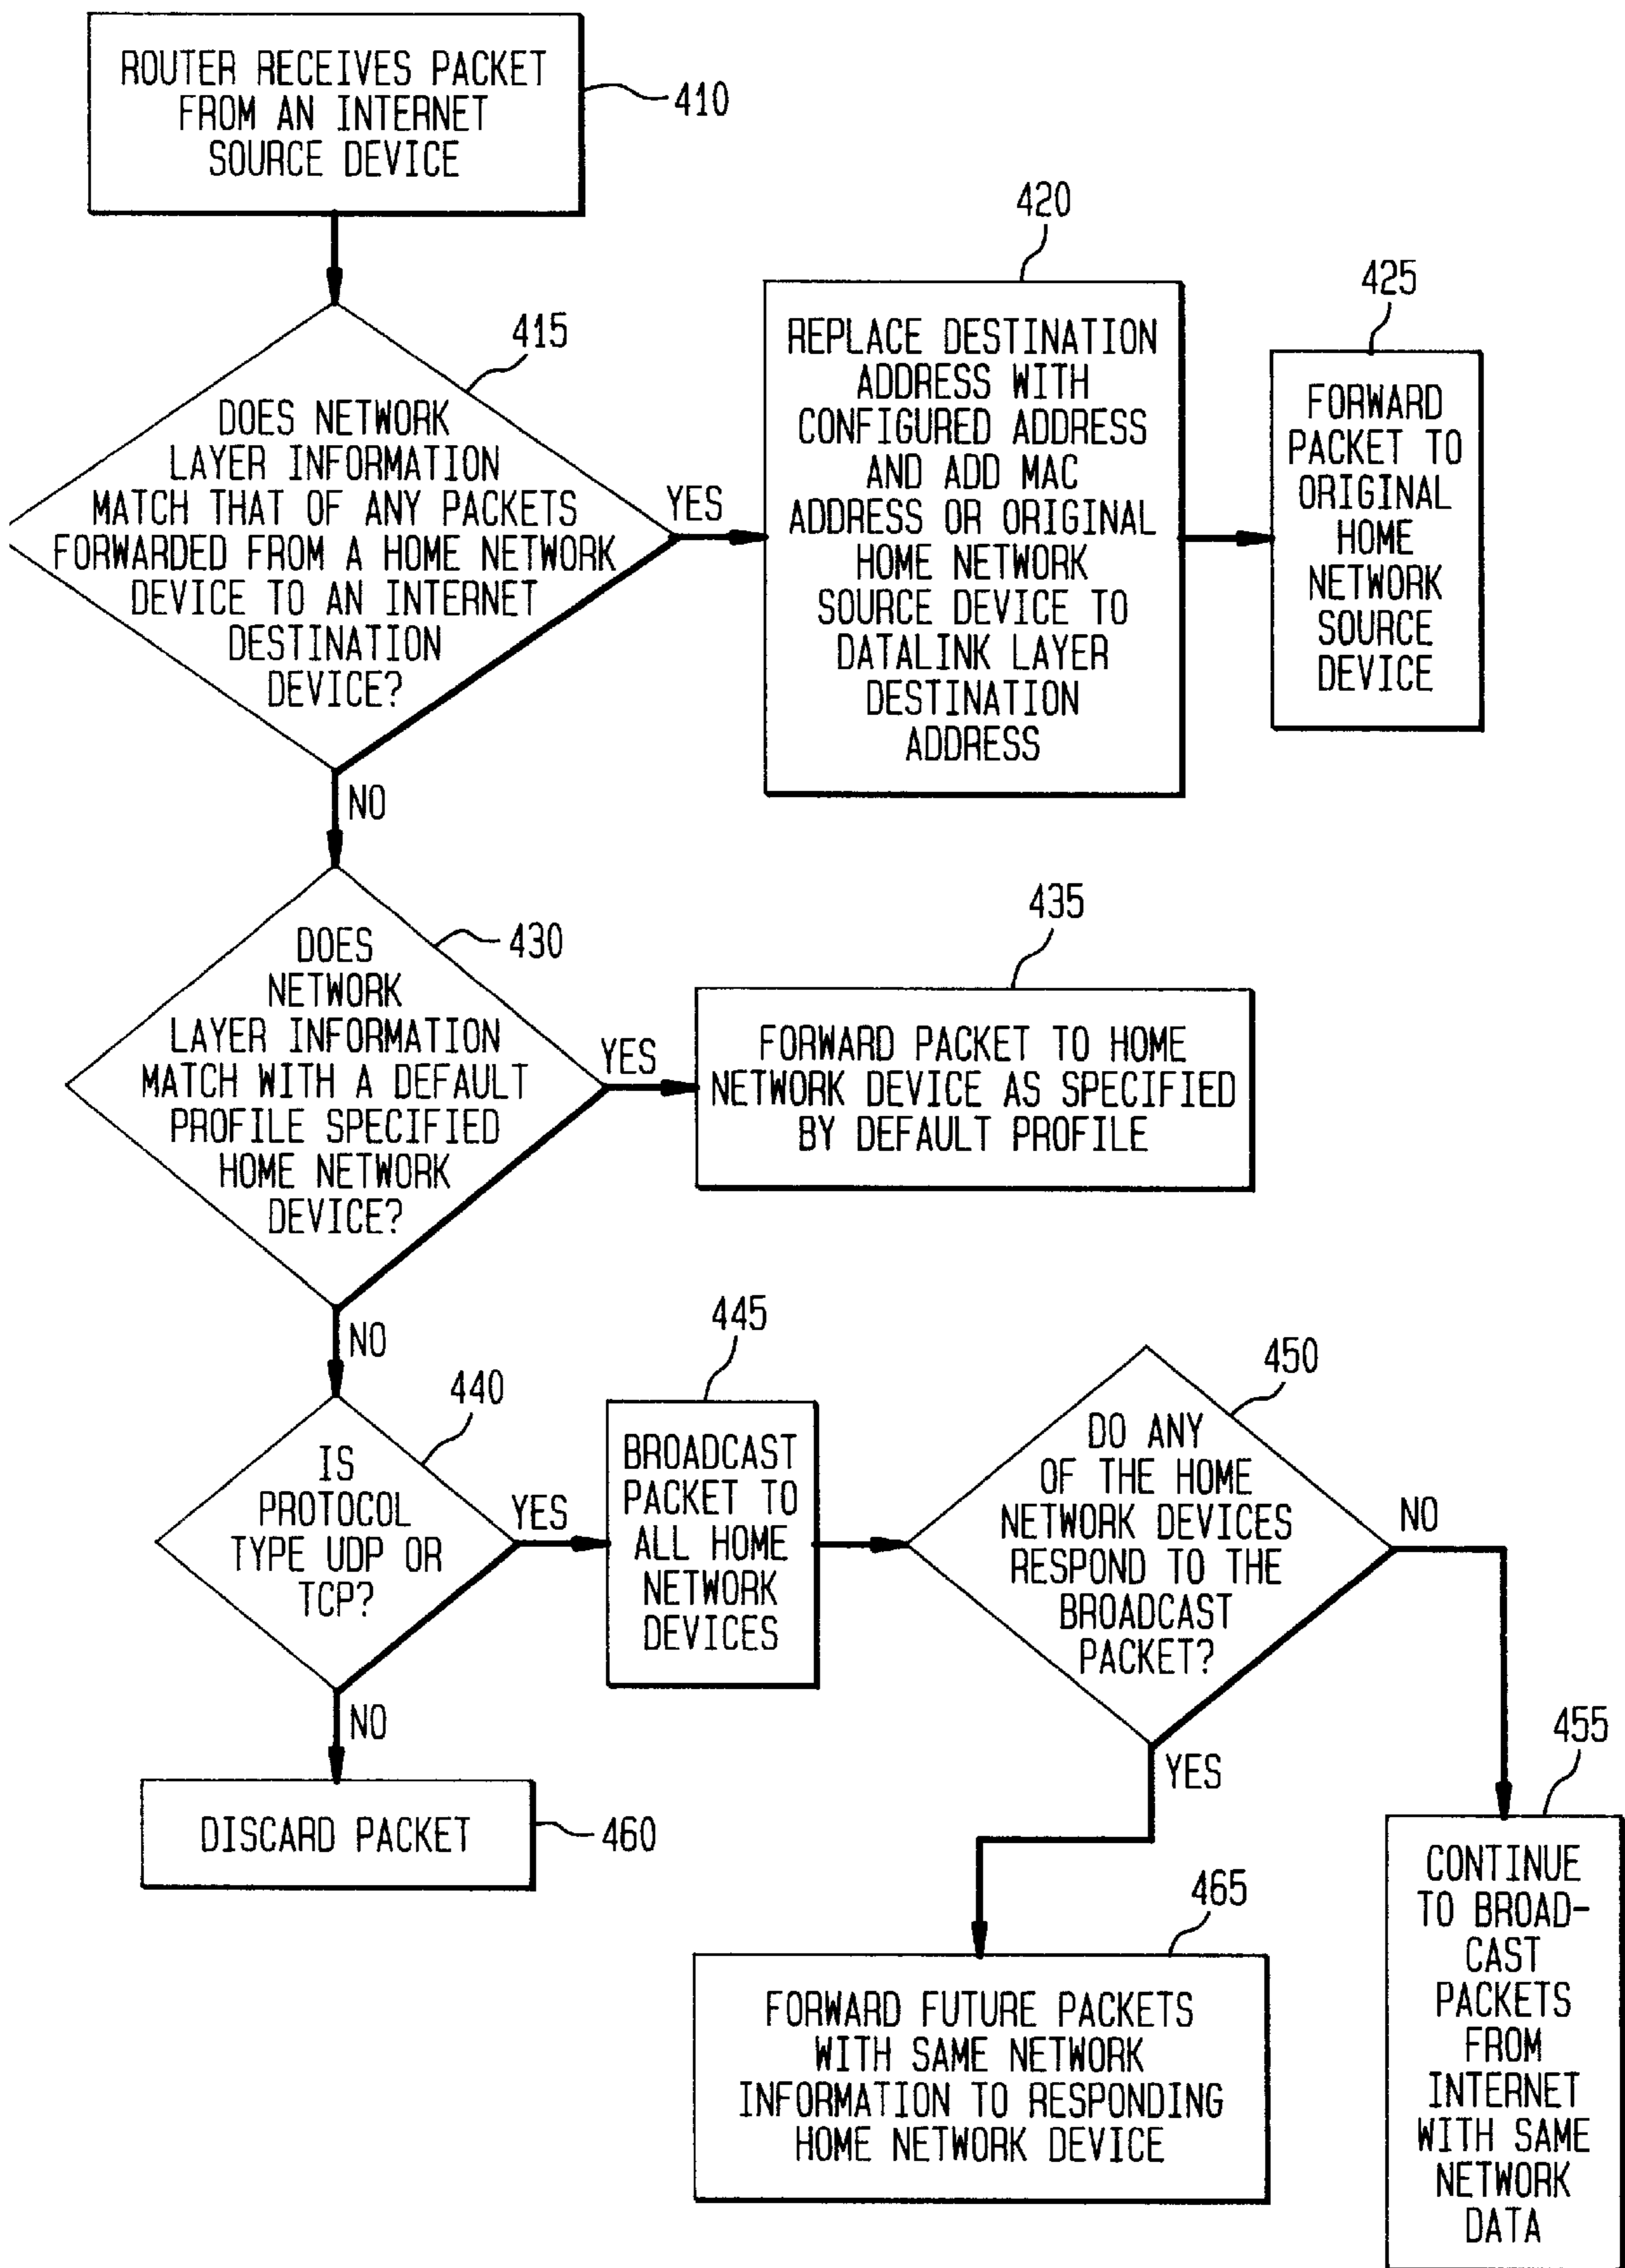 ROUTER RECEIVES PACKET
FROM AN INTERNET
SOURCE DEVICE
410
415
DOES NETWORK
LAYER INFORMATION
MATCH THAT OF ANY PACKETS
FORWARDED FROM A HOME NETWORK
DEVICE TO AN INTERNET
DESTINATION
DEVICE?
YES
NO
420
REPLACE DESTINATION
ADDRESS WITH
CONFIGURED ADDRESS
AND ADD MAC
ADDRESS OR ORIGINAL
HOME NETWORK
SOURCE DEVICE TO
DATALINK LAYER
DESTINATION
ADDRESS
425
FORWARD
PACKET TO
ORIGINAL
HOME
NETWORK
SOURCE
DEVICE
430
DOES
NETWORK
LAYER INFORMATION
MATCH WITH A DEFAULT
PROFILE SPECIFIED
HOME NETWORK
DEVICE?
YES
NO
435
FORWARD PACKET TO HOME
NETWORK DEVICE AS SPECIFIED
BY DEFAULT PROFILE
440
IS
PROTOCOL
TYPE UDP OR
TCP?
YES
NO
445
BROADCAST
PACKET TO
ALL HOME
NETWORK
DEVICES
450
DO ANY
OF THE HOME
NETWORK DEVICES
RESPOND TO THE
BROADCAST
PACKET?
NO
YES
DISCARD PACKET
460
465
FORWARD FUTURE PACKETS
WITH SAME NETWORK
INFORMATION TO RESPONDING
HOME NETWORK DEVICE
455
CONTINUE
TO BROAD-
CAST
PACKETS
FROM
INTERNET
WITH SAME
NETWORK
DATA